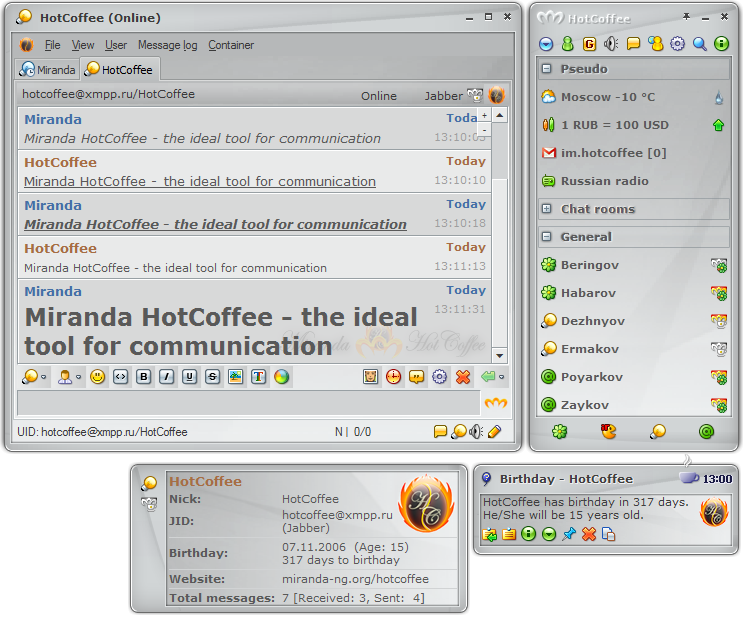 HotCoffee (Online)
File View User Message log Container
Miranda HotCoffee
hotcoffee@xmpp.ru/HotCoffee Online Jabber
Miranda Today
Miranda HotCoffee - the ideal tool for communication 13:10:03
HotCoffee Today
Miranda HotCoffee - the ideal tool for communication 13:10:10
Miranda Today
Miranda HotCoffee - the ideal tool for communication 13:10:18
HotCoffee Today
Miranda HotCoffee - the ideal tool for communication 13:11:13
Miranda Today
Miranda HotCoffee - the ideal 13:11:31
tool for communication
Miranda HotCoffee
B I U S T
UID: hotcoffee@xmpp.ru/HotCoffee N | 0/0
HotCoffee
G
Pseudo
Moscow -10 °C
1 RUB = 100 USD
im.hotcoffee [0]
Russian radio
Chat rooms
General
Beringov
Habarov
Dezhnyov
Ermakov
Poyarkov
Zaykov
HotCoffee
Nick: HotCoffee
JID: hotcoffee@xmpp.ru
(Jabber)
Birthday: 07.11.2006 (Age: 15)
317 days to birthday
Website: miranda-ng.org/hotcoffee
Total messages: 7 [Received: 3, Sent: 4]
Birthday - HotCoffee 13:00
HotCoffee has birthday in 317 days.
He/She will be 15 years old.